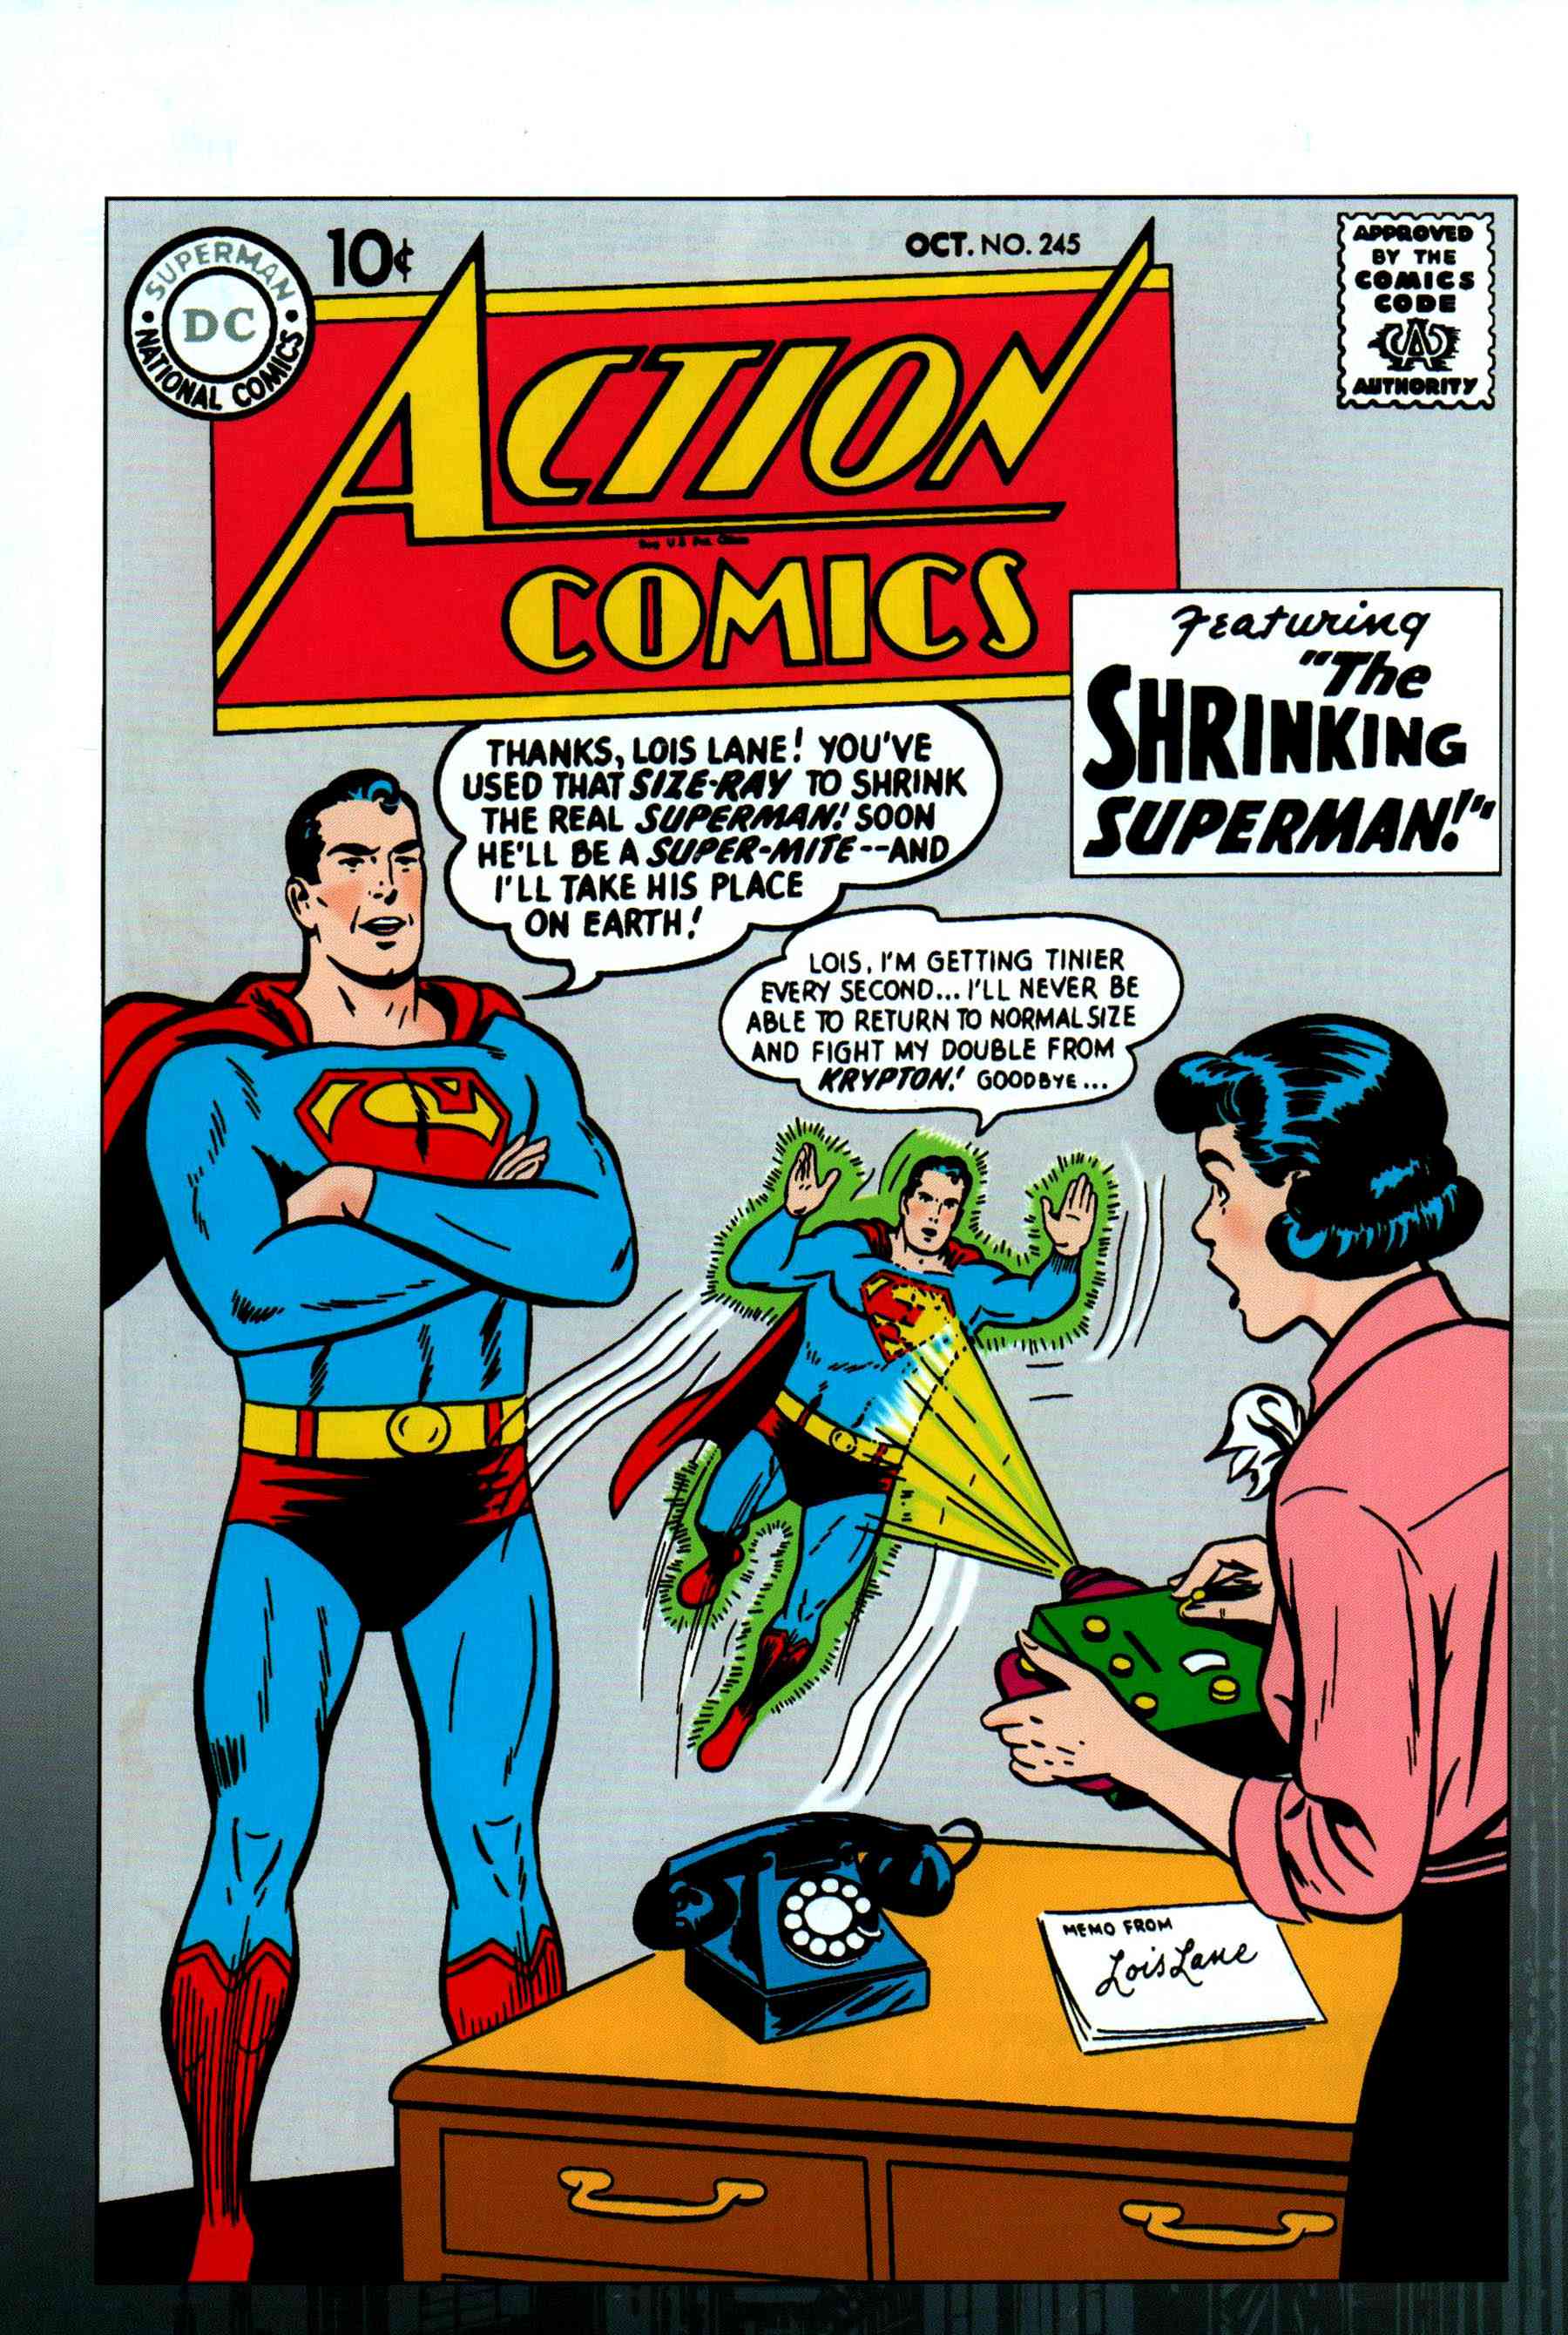 SUPERMAN
DC
NATIONAL COMICS
10¢
OCT. NO. 245
APPROVED
BY THE
COMICS
CODE
AUTHORITY
ACTION
COMICS
Featuring
"The
SHRINKING
SUPERMAN!"
THANKS, LOIS LANE! YOU'VE
USED THAT SIZE-RAY TO SHRINK
THE REAL SUPERMAN! SOON
HE'LL BE A SUPER-MITE--AND
I'LL TAKE HIS PLACE
ON EARTH!
LOIS, I'M GETTING TINIER
EVERY SECOND... I'LL NEVER BE
ABLE TO RETURN TO NORMAL SIZE
AND FIGHT MY DOUBLE FROM
KRYPTON! GOODBYE...
MEMO FROM
Lois Lane